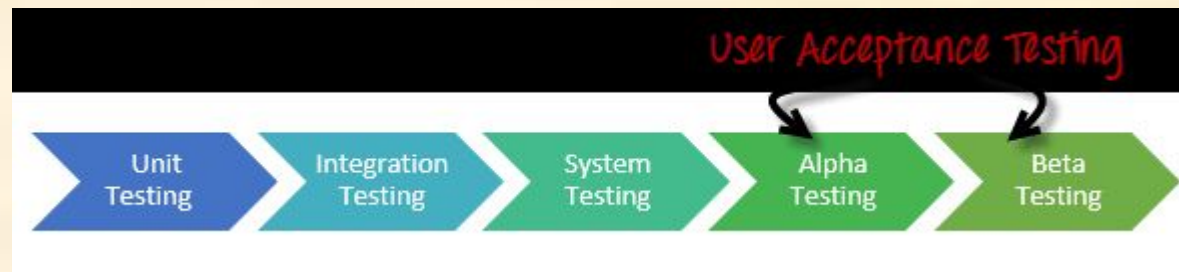 User Acceptance Testing
Unit
Testing
Integration
Testing
System
Testing
Alpha
Testing
Beta
Testing